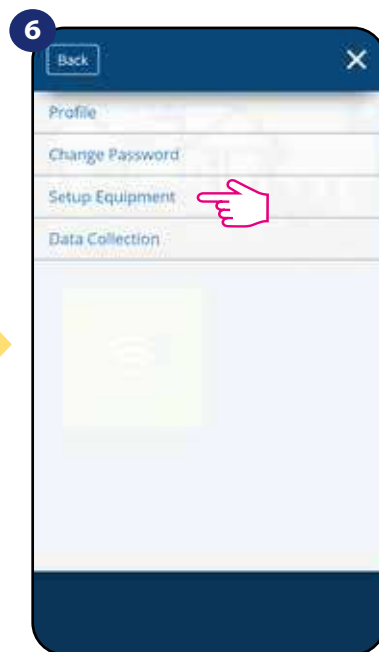 6
Back
Profile
Change Password
Setup Equipment
Data Collection